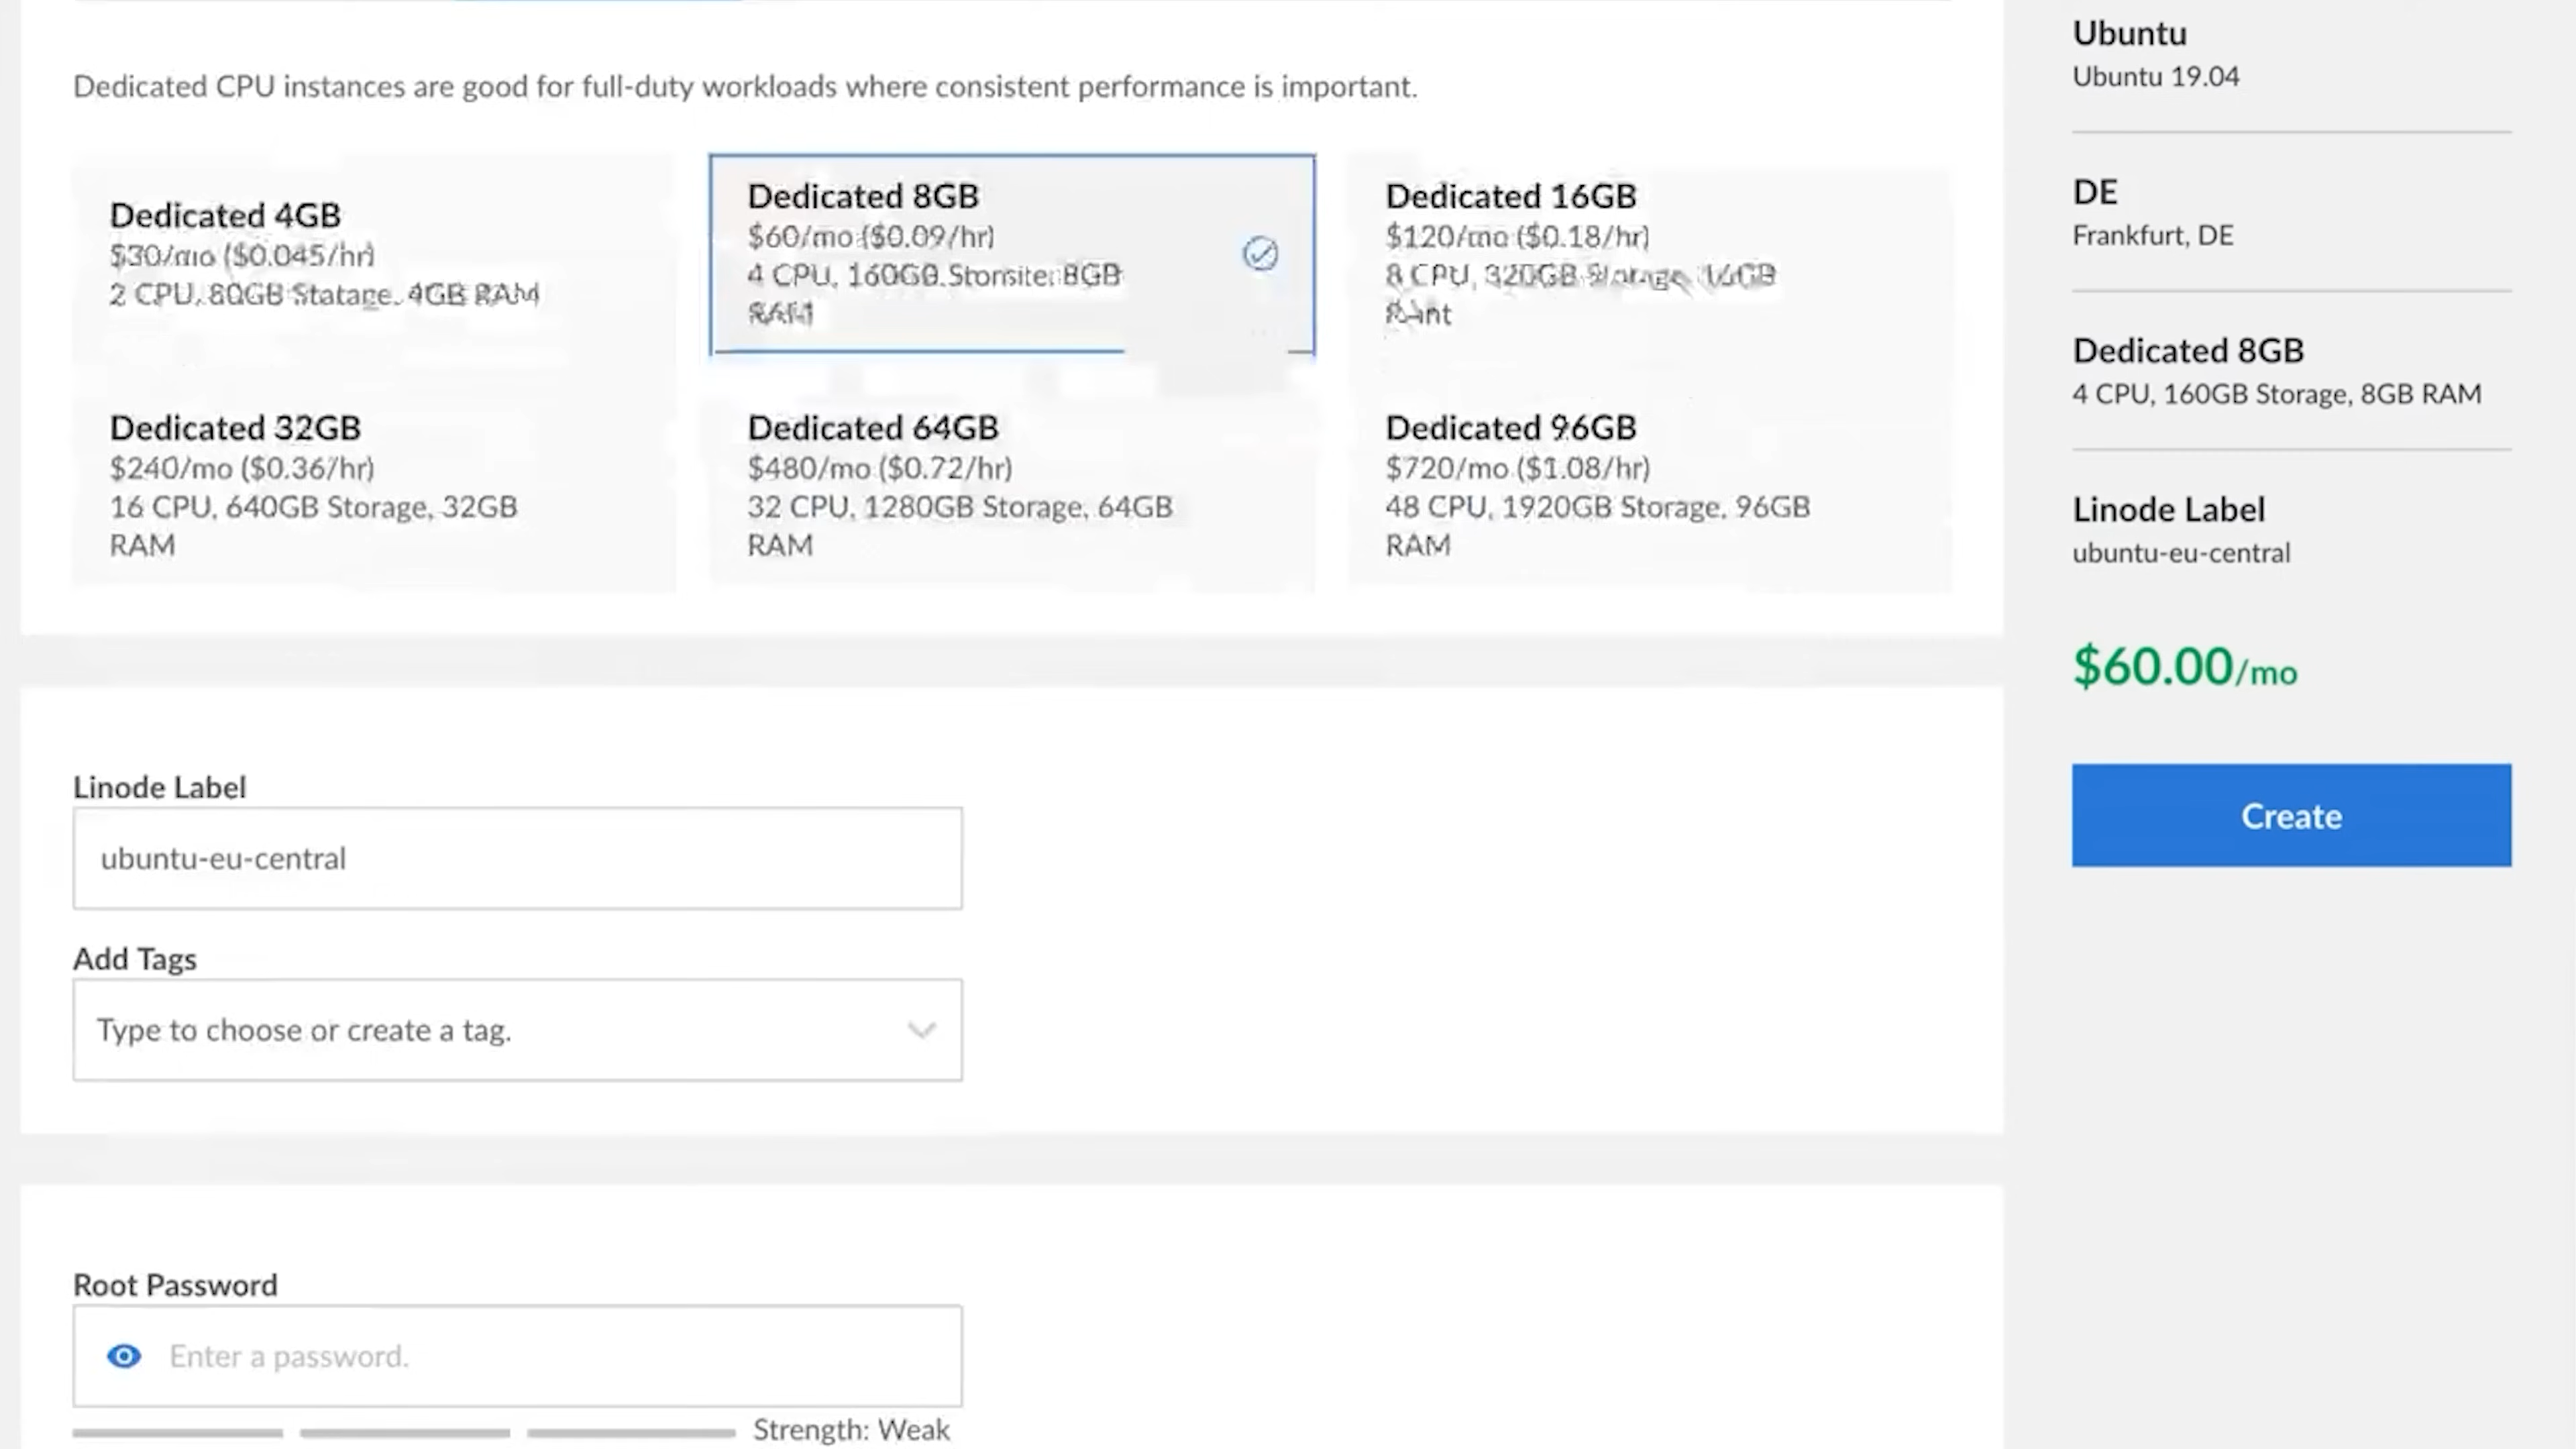 Dedicated CPU instances are good for full-duty workloads where consistent performance is important.
Dedicated 4GB
$30/mo ($0.045/hr)
2 CPU, 80GB 4GB RAM
Dedicated 8GB
$60/mo ($0.09/hr)
4 CPU, 8GB
Dedicated 16GB
$120/mo ($0.18/hr)
8 CPU, 320GB Storage, 16GB
Dedicated 32GB
$240/mo ($0.36/hr)
16 CPU, 640GB Storage, 32GB
RAM
Dedicated 64GB
$480/mo ($0.72/hr)
32 CPU, 1280GB Storage, 64GB
RAM
Dedicated 96GB
$720/mo ($1.08/hr)
48 CPU, 1920GB Storage, 96GB
RAM
Linode Label
ubuntu-eu-central
Add Tags
Type to choose or create a tag.
Root Password
Enter a password.
Strength: Weak
Ubuntu
Ubuntu 19.04
DE
Frankfurt, DE
Dedicated 8GB
4 CPU, 160GB Storage, 8GB RAM
Linode Label
ubuntu-eu-central
$60.00/mo
Create